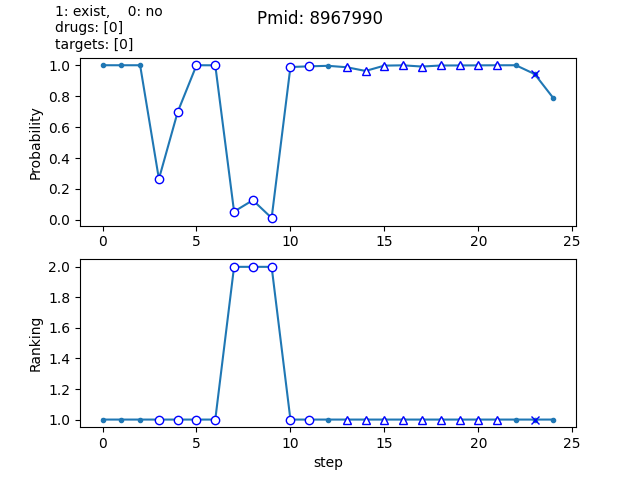 1: exist,    0: no
drugs: [0]
targets: [0]
Pmid: 8967990
Probability
1.0
0.8
0.6
0.4
0.2
0.0
0 5 10 15 20 25
Ranking
2.0
1.8
1.6
1.4
1.2
1.0
0 5 10 15 20 25
step